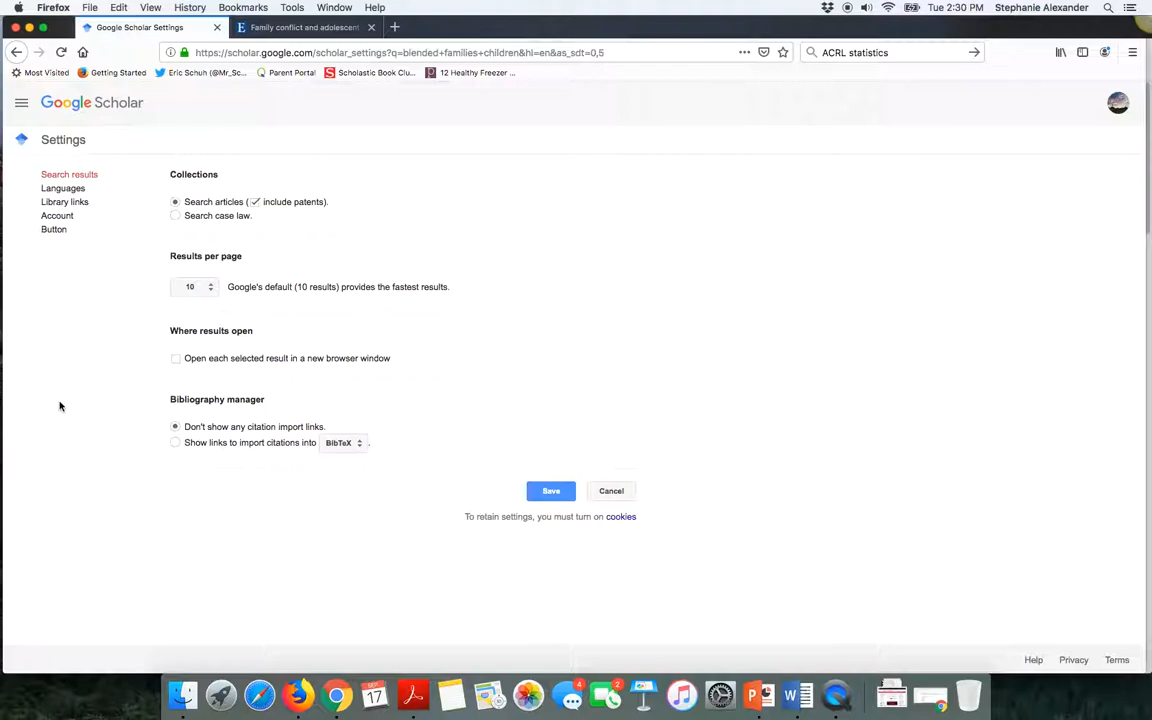 Firefox File Edit View History Bookmarks Tools Window Help Tue 2:30 PM Stephanie Alexander
Google Scholar Settings Family conflict and adolescent
https://scholar.google.com/scholar_settings?q=blended+families+children&hl=en&as_sdt=0,5 ACRL statistics
Most Visited Getting Started Eric Schuh (@Mr_Sc... Parent Portal Scholastic Book Clu... 12 Healthy Freezer ...
Google Scholar
Settings
Search results
Languages
Library links
Account
Button
Collections
Search articles ( include patents).
Search case law.
Results per page
10 Google's default (10 results) provides the fastest results.
Where results open
Open each selected result in a new browser window
Bibliography manager
Don't show any citation import links.
Show links to import citations into BibTeX .
Save Cancel
To retain settings, you must turn on cookies
Help Privacy Terms
SEP
17
4
2